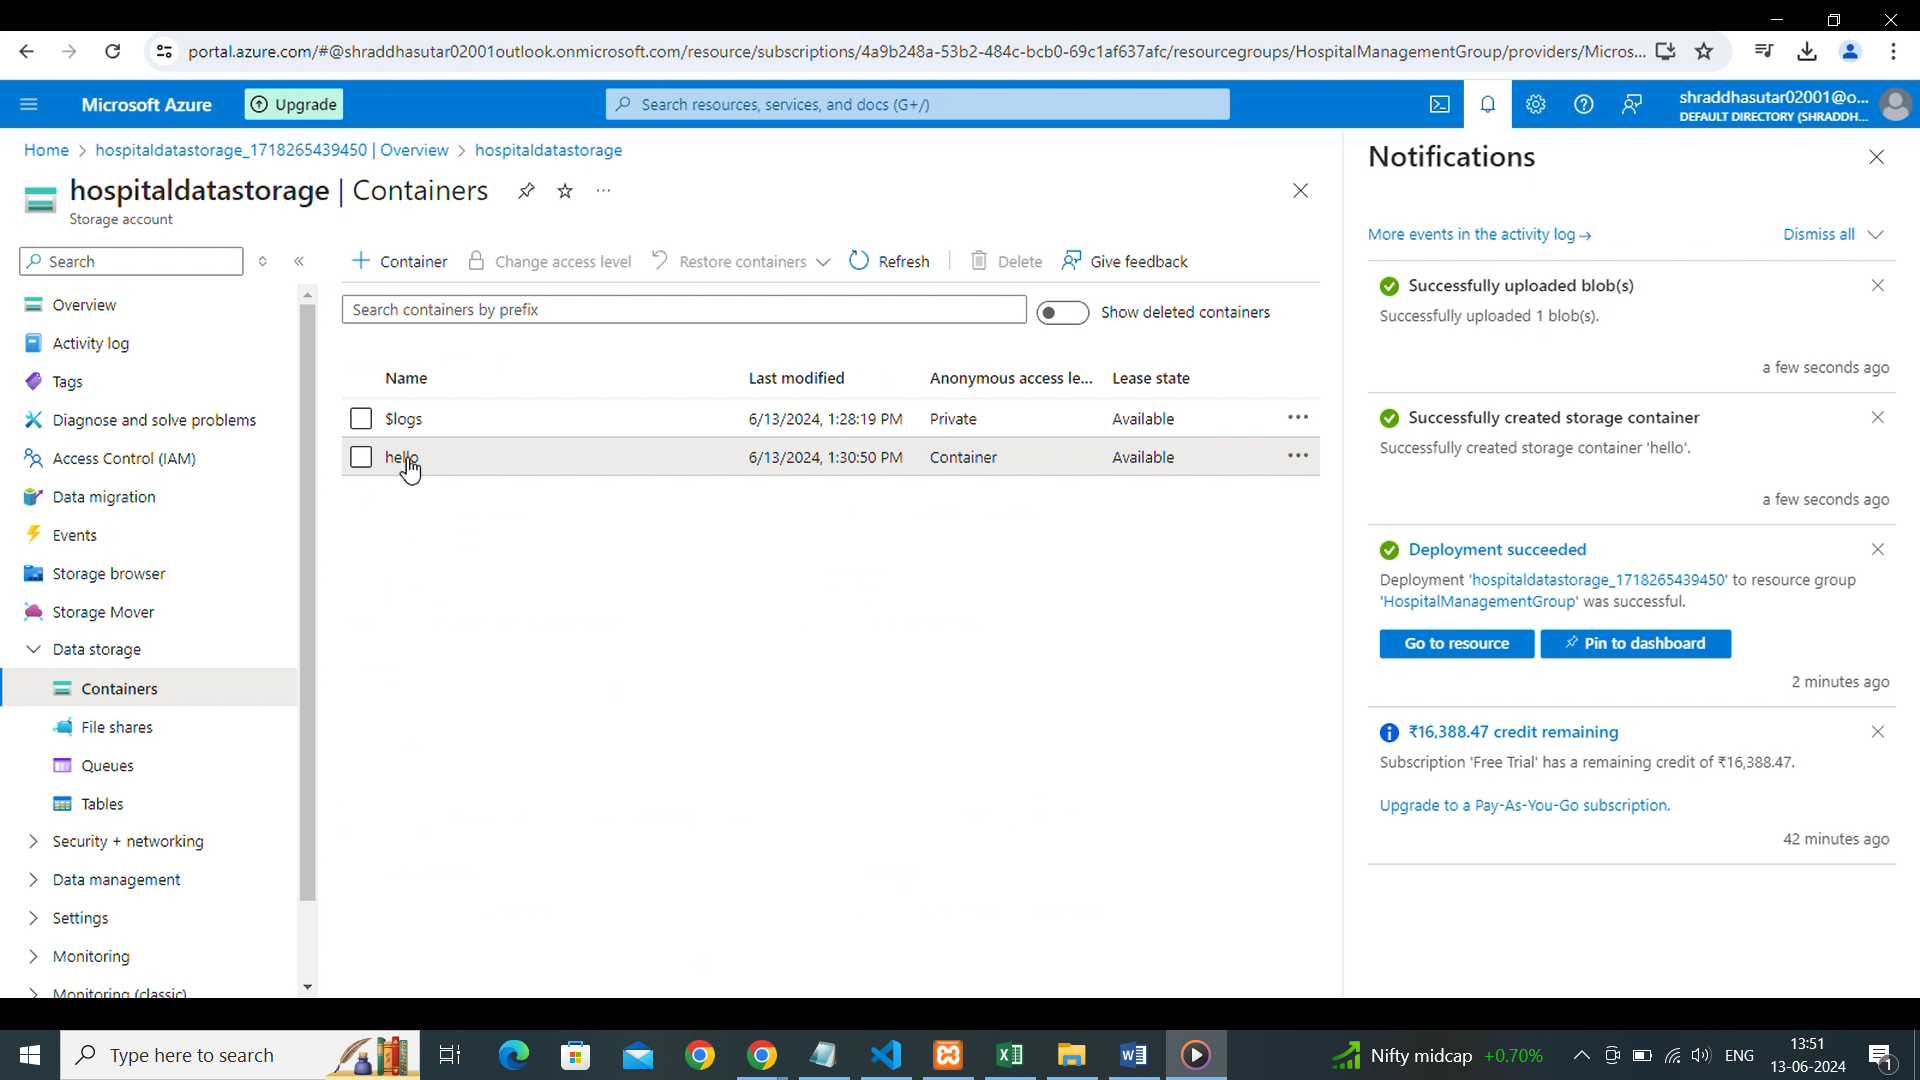 portal.azure.com/#@shraddhasutar02001outlook.onmicrosoft.com/resource/subscriptions/4a9b248a-53b2-484c-bcb0-69c1af637afc/resourcegroups/HospitalManagementGroup/providers/Micros...
Microsoft Azure
Upgrade
Search resources, services, and docs (G+/)
shraddhasutar02001@o...
DEFAULT DIRECTORY (SHRADDH...
Home > hospitaldatastorage_1718265439450 | Overview > hospitaldatastorage
hospitaldatastorage | Containers
Storage account
Search
Overview
Activity log
Tags
Diagnose and solve problems
Access Control (IAM)
Data migration
Events
Storage browser
Storage Mover
Data storage
Containers
File shares
Queues
Tables
Security + networking
Data management
Settings
Monitoring
Monitoring (classic)
+ Container Change access level Restore containers Refresh Delete Give feedback
Search containers by prefix
Show deleted containers
Name Last modified Anonymous access le... Lease state
$logs 6/13/2024, 1:28:19 PM Private Available
hello 6/13/2024, 1:30:50 PM Container Available
Notifications
More events in the activity log →
Dismiss all
Successfully uploaded blob(s)
Successfully uploaded 1 blob(s).
a few seconds ago
Successfully created storage container
Successfully created storage container 'hello'.
a few seconds ago
Deployment succeeded
Deployment 'hospitaldatastorage_1718265439450' to resource group
'HospitalManagementGroup' was successful.
Go to resource
Pin to dashboard
2 minutes ago
₹16,388.47 credit remaining
Subscription 'Free Trial' has a remaining credit of ₹16,388.47.
Upgrade to a Pay-As-You-Go subscription.
42 minutes ago
Type here to search
Nifty midcap +0.70%
ENG
13:51
13-06-2024
1